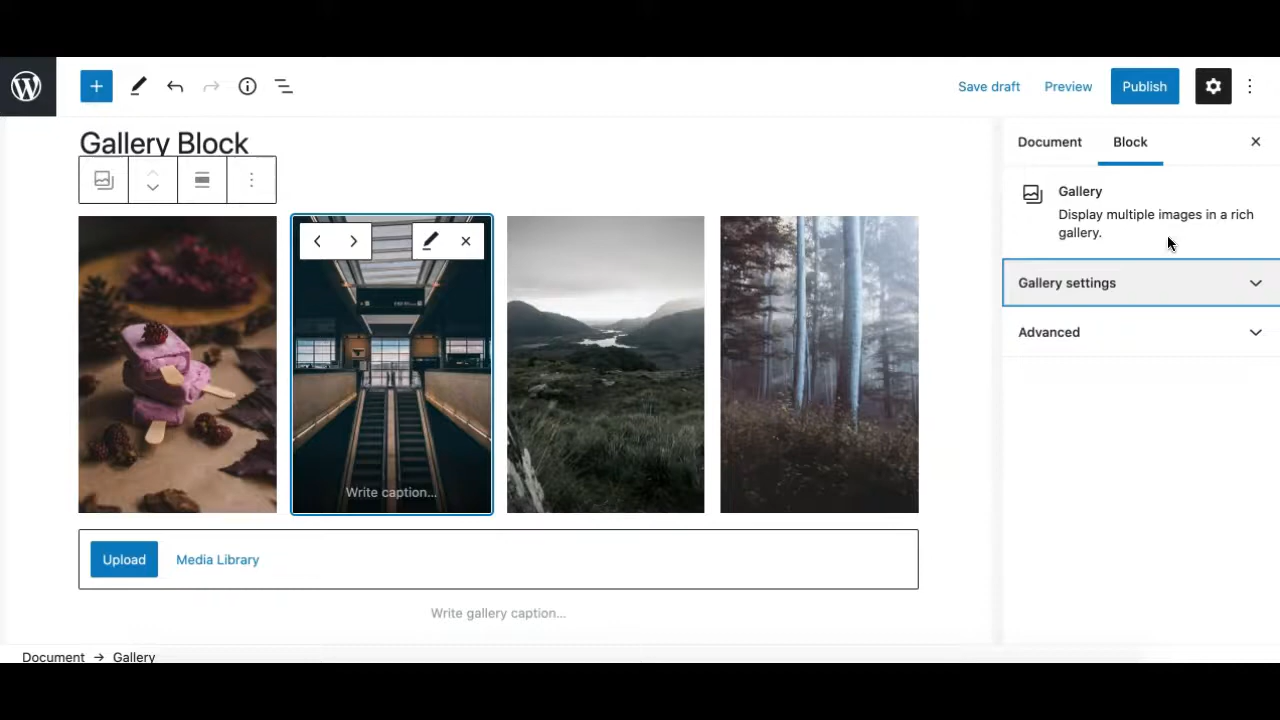 Save draft
Preview
Publish
Gallery Block
Document
Block
Gallery
Display multiple images in a rich
gallery.
Gallery settings
Advanced
Write caption...
Upload
Media Library
Write gallery caption...
Document → Gallery